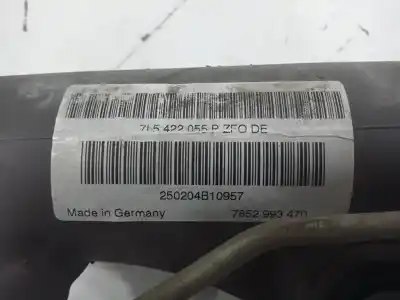 7L5 422 055 P ZFO DE
250204B10957
Made in Germany 7852 993 470